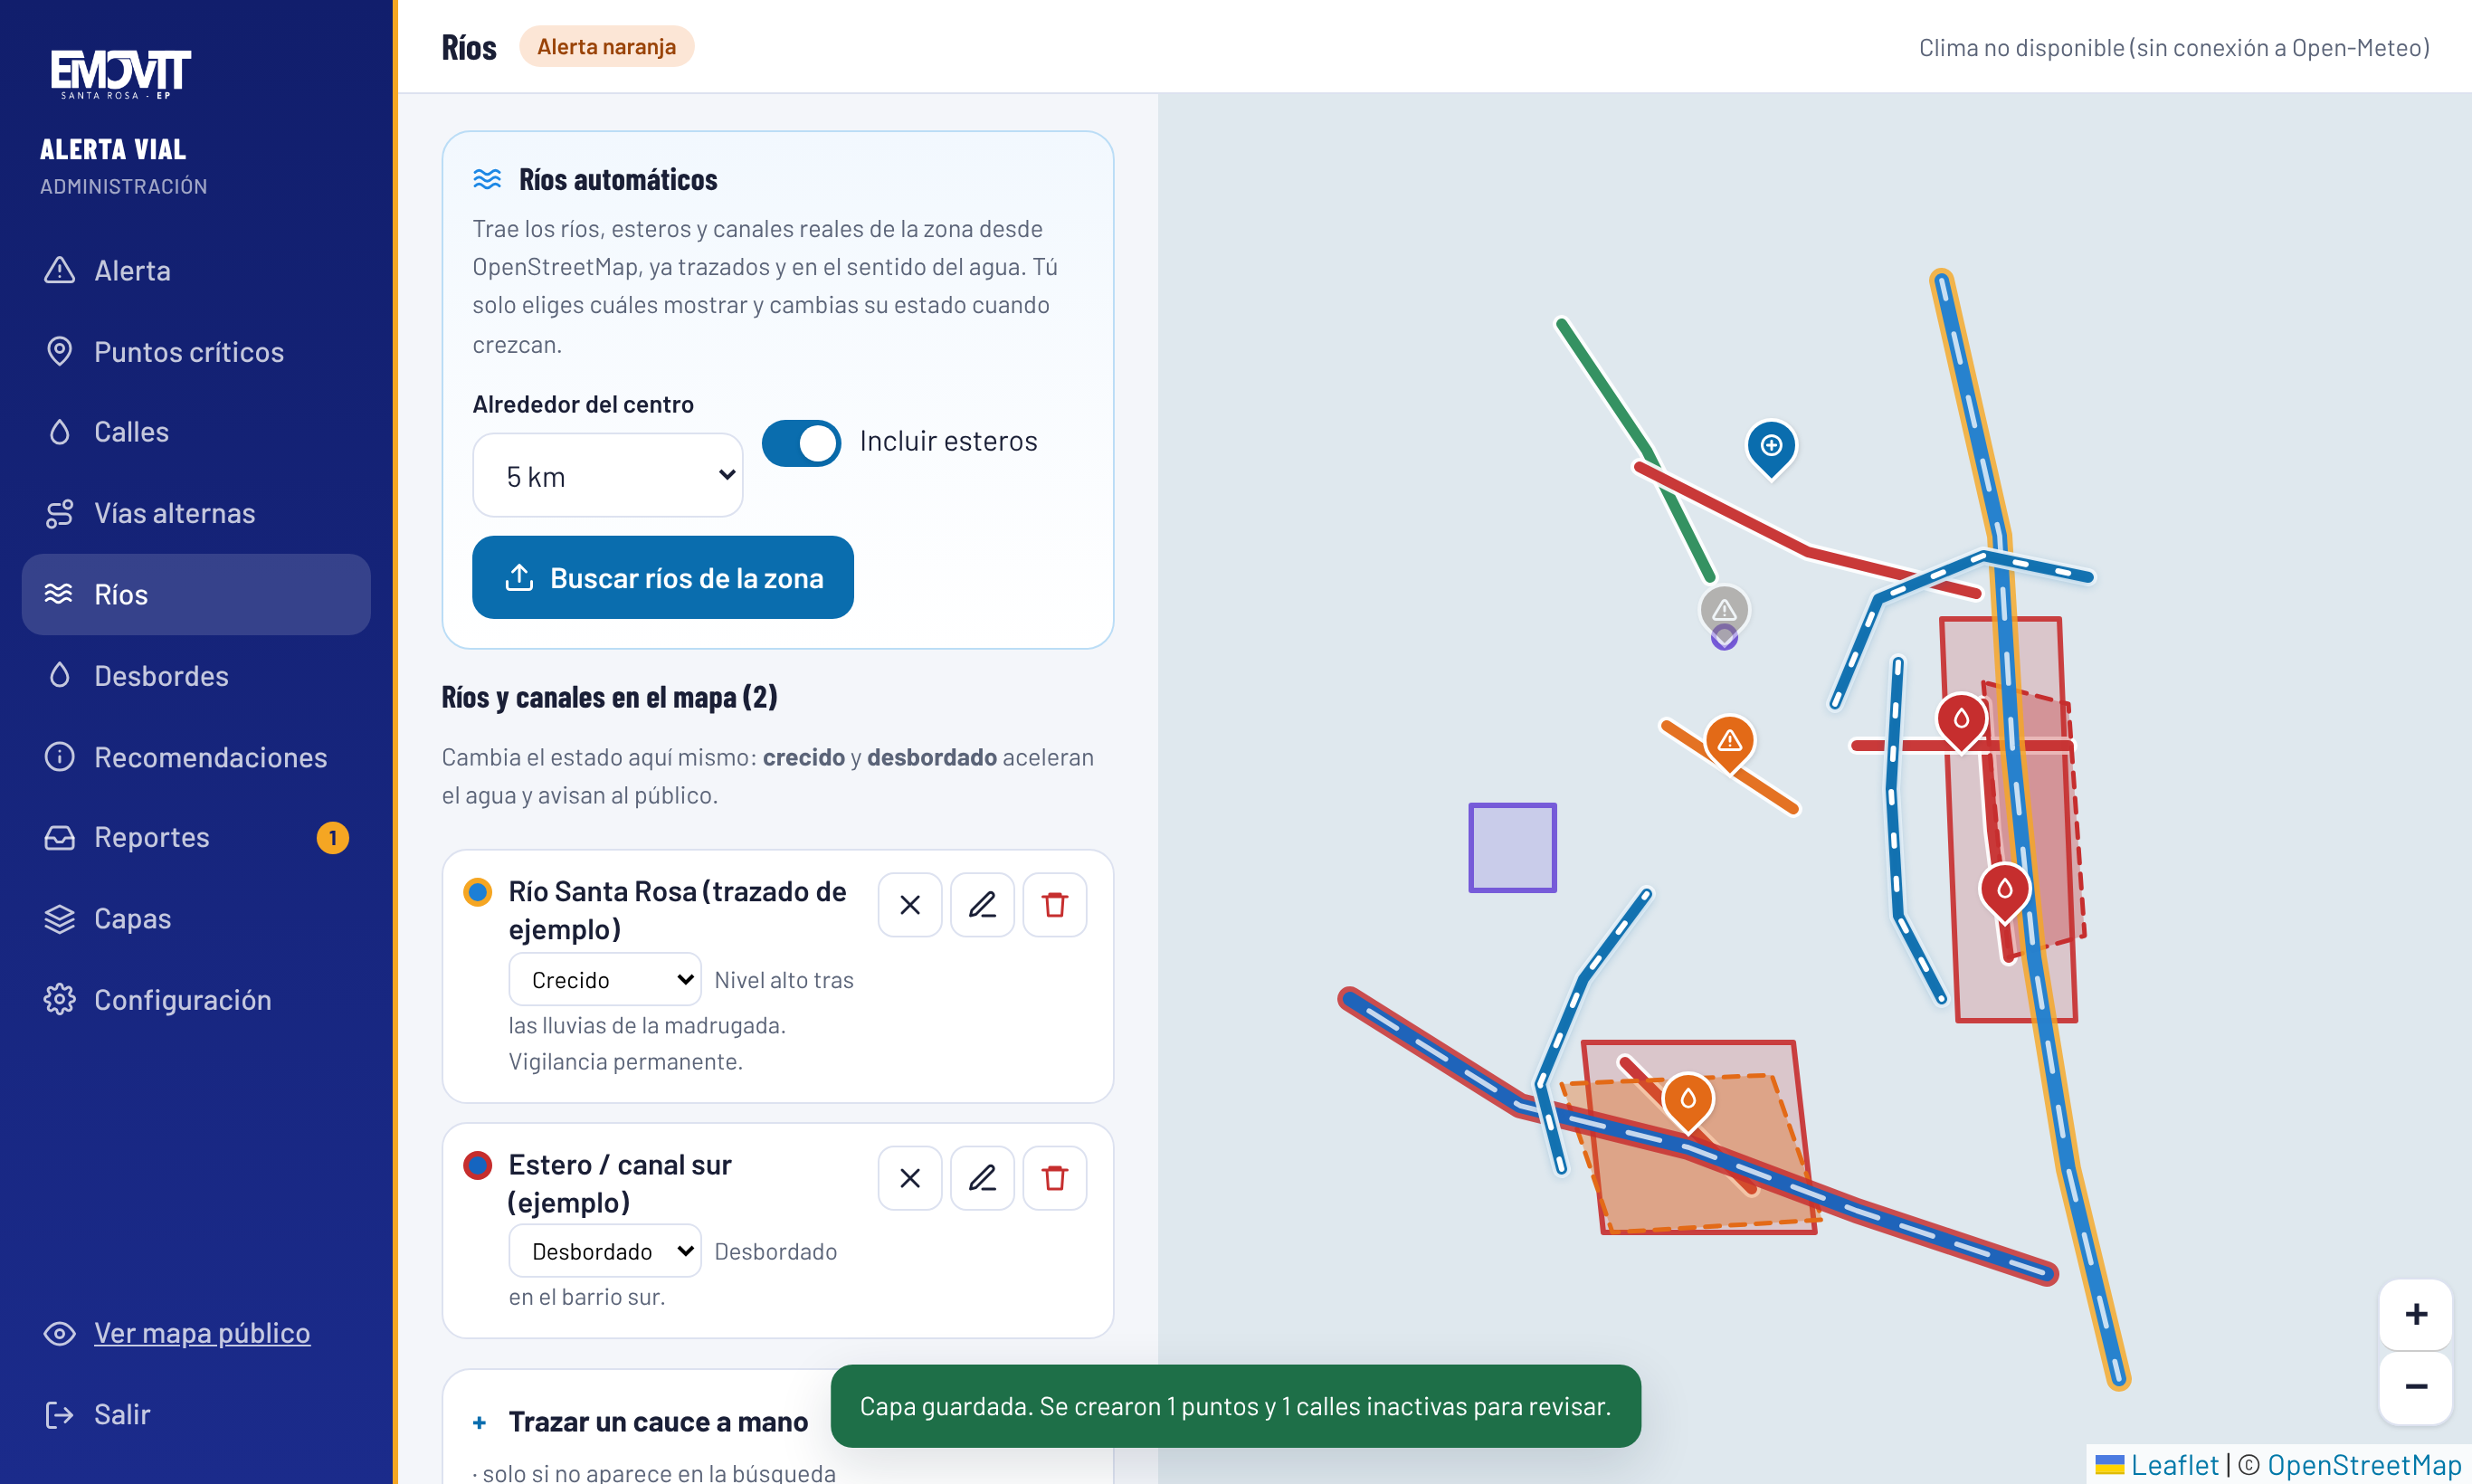 EMOVTT
SANTA ROSA - EP
ALERTA VIAL
ADMINISTRACIÓN
Alerta
Puntos críticos
Calles
Vías alternas
Ríos
Desbordes
Recomendaciones
Reportes 1
Capas
Configuración
Ver mapa público
Salir
Ríos Alerta naranja
Clima no disponible (sin conexión a Open-Meteo)
Ríos automáticos
Trae los ríos, esteros y canales reales de la zona desde
OpenStreetMap, ya trazados y en el sentido del agua. Tú
solo eliges cuáles mostrar y cambias su estado cuando
crezcan.
Alrededor del centro
5 km
Incluir esteros
Buscar ríos de la zona
Ríos y canales en el mapa (2)
Cambia el estado aquí mismo: crecido y desbordado aceleran
el agua y avisan al público.
Río Santa Rosa (trazado de
ejemplo)
Crecido Nivel alto tras
las lluvias de la madrugada.
Vigilancia permanente.
Estero / canal sur
(ejemplo)
Desbordado Desbordado
en el barrio sur.
+ Trazar un cauce a mano
· solo si no aparece en la búsqueda
Capa guardada. Se crearon 1 puntos y 1 calles inactivas para revisar.
+
−
Leaflet | © OpenStreetMap